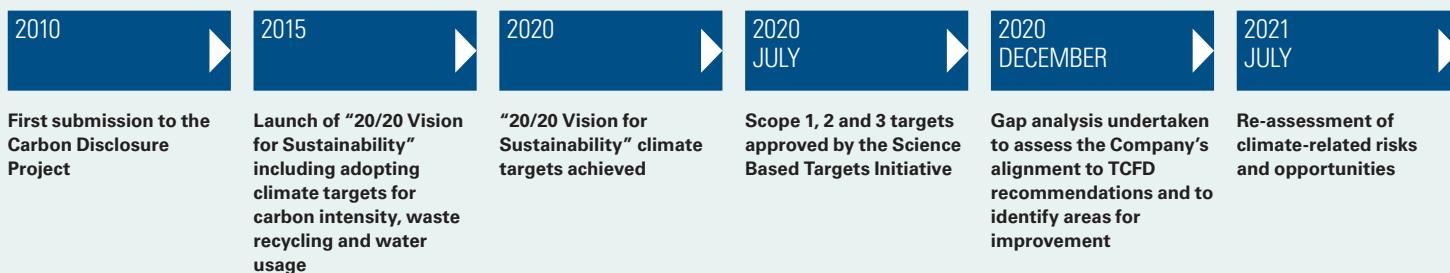 2010
First submission to the
Carbon Disclosure
Project
2015
Launch of “20/20 Vision
for Sustainability”
including adopting
climate targets for
carbon intensity, waste
recycling and water
usage
2020
“20/20 Vision for
Sustainability” climate
targets achieved
2020
JULY
Scope 1, 2 and 3 targets
approved by the Science
Based Targets Initiative
2020
DECEMBER
Gap analysis undertaken
to assess the Company’s
alignment to TCFD
recommendations and to
identify areas for
improvement
2021
JULY
Re-assessment of
climate-related risks
and opportunities